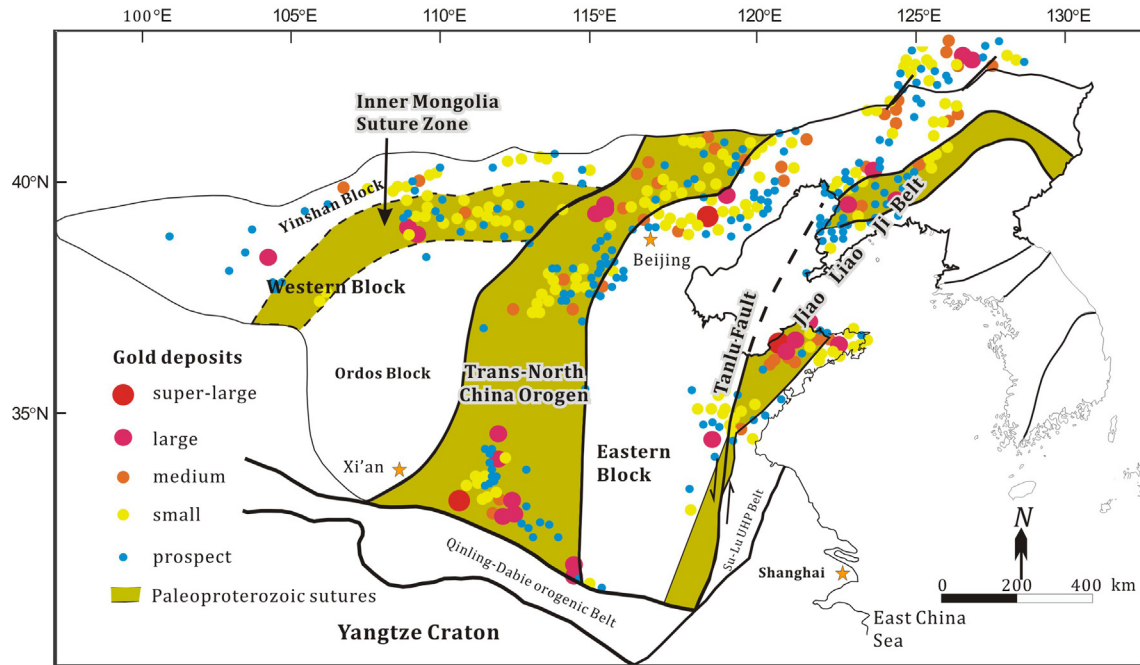 100°E
105°E
110°E
115°E
120°E
125°E
130°E
40°N
35°N
Inner Mongolia
Suture Zone
Yinshan Block
Western Block
Beijing
Jiao Liao Ji Belt
Tanlu Fault
Gold deposits
super-large
large
medium
small
prospect
Paleoproterozoic sutures
Ordos Block
Trans-North
China Orogen
Eastern
Block
Xi'an
Qinling-Dabie orogenic Belt
Su-Lu UHP Belt
Yangtze Craton
Shanghai
East China
Sea
N
0 200 400 km